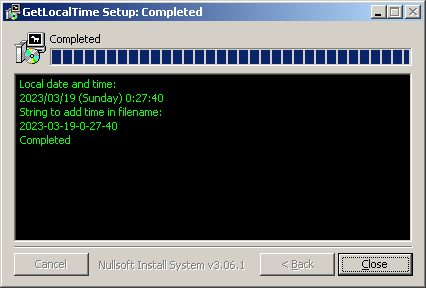 GetLocalTime Setup: Completed
Completed
Local date and time:
2023/03/19 (Sunday) 0:27:40
String to add time in filename:
2023-03-19-0-27-40
Completed
Cancel
Nullsoft Install System v3.06.1
< Back
Close